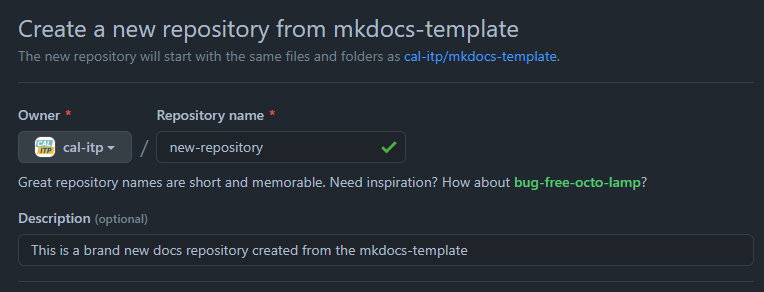 Create a new repository from mkdocs-template
The new repository will start with the same files and folders as cal-itp/mkdocs-template.
Owner * Repository name *
CAL ITP cal-itp / new-repository
Great repository names are short and memorable. Need inspiration? How about bug-free-octo-lamp?
Description (optional)
This is a brand new docs repository created from the mkdocs-template